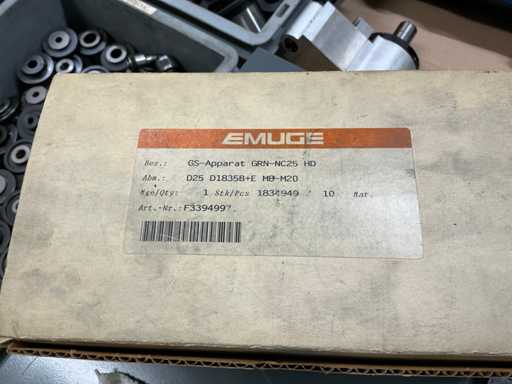 EMUGE
Bez.: GS-Apparat GRN-NC25 HD
Abm.: D25 D1835B+E M8-M20
Mge/Qty: 1 Stk/Pcs 1834949 / 10 Mat.
Art.-Nr.: F3394997.